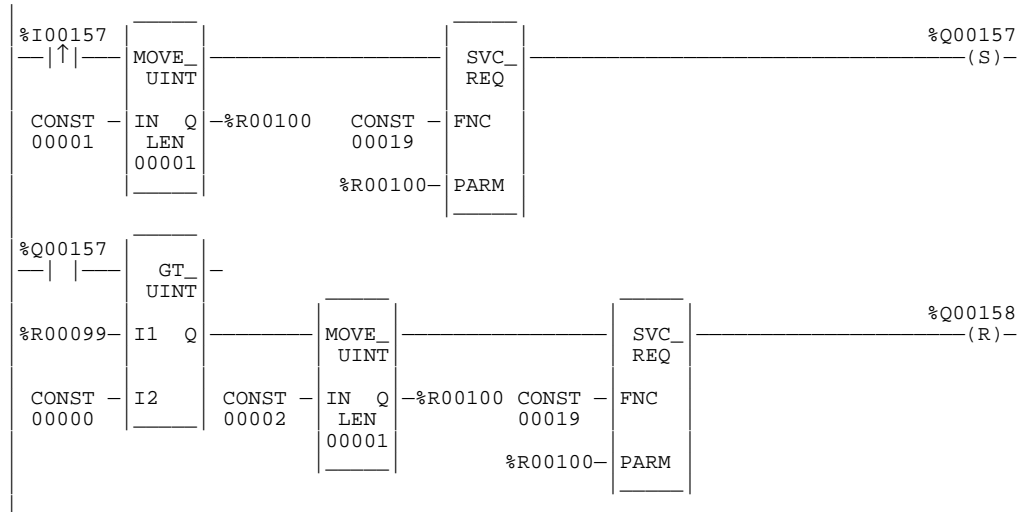 %I00157 %Q00157
↑ MOVE_ SVC_ (S)
UINT REQ
CONST IN Q %R00100 CONST FNC
00001 LEN 00019
00001
%R00100 PARM
%Q00157
GT_
UINT
%Q00158
%R00099 I1 Q MOVE_ SVC_ (R)
UINT REQ
CONST I2 CONST IN Q %R00100 CONST FNC
00000 00002 LEN 00019
00001
%R00100 PARM